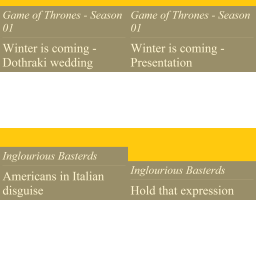 Game of Thrones - Season
01
Winter is coming -
Dothraki wedding
Game of Thrones - Season
01
Winter is coming -
Presentation
Inglourious Basterds
Americans in Italian
disguise
Inglourious Basterds
Hold that expression